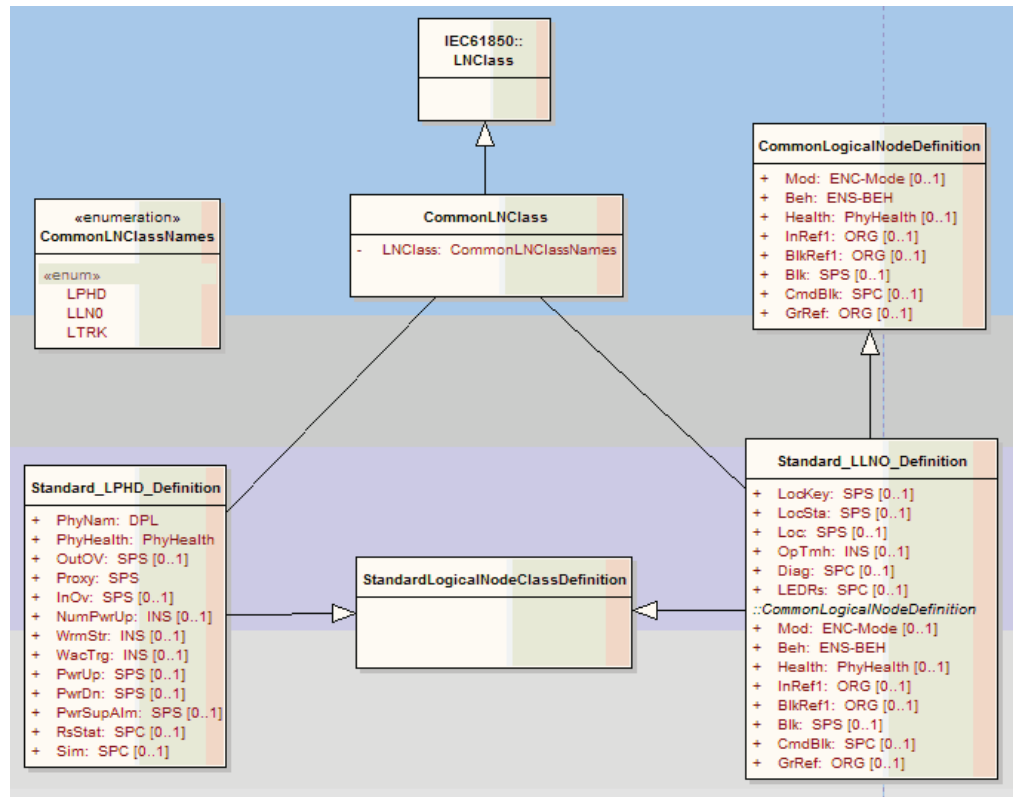 IEC61850::
LNClass
CommonLogicalNodeDefinition
+ Mod: ENC-Mode [0..1]
+ Beh: ENS-BEH
+ Health: PhyHealth [0..1]
+ InRef1: ORG [0..1]
+ BlkRef1: ORG [0..1]
+ Blk: SPS [0..1]
+ CmdBlk: SPC [0..1]
+ GrRef: ORG [0..1]
«enumeration»
CommonLNClassNames
«enum»
LPHD
LLN0
LTRK
CommonLNClass
- LNClass: CommonLNClassNames
Standard_LPHD_Definition
+ PhyNam: DPL
+ PhyHealth: PhyHealth
+ OutOV: SPS [0..1]
+ Proxy: SPS
+ InOv: SPS [0..1]
+ NumPwrUp: INS [0..1]
+ WrmStr: INS [0..1]
+ WacTrg: INS [0..1]
+ PwrUp: SPS [0..1]
+ PwrDn: SPS [0..1]
+ PwrSupAlm: SPS [0..1]
+ RsStat: SPC [0..1]
+ Sim: SPC [0..1]
StandardLogicalNodeClassDefinition
Standard_LLNO_Definition
+ LocKey: SPS [0..1]
+ LocSta: SPS [0..1]
+ Loc: SPS [0..1]
+ OpTmh: INS [0..1]
+ Diag: SPC [0..1]
+ LEDRs: SPC [0..1]
::CommonLogicalNodeDefinition
+ Mod: ENC-Mode [0..1]
+ Beh: ENS-BEH
+ Health: PhyHealth [0..1]
+ InRef1: ORG [0..1]
+ BlkRef1: ORG [0..1]
+ Blk: SPS [0..1]
+ CmdBlk: SPC [0..1]
+ GrRef: ORG [0..1]